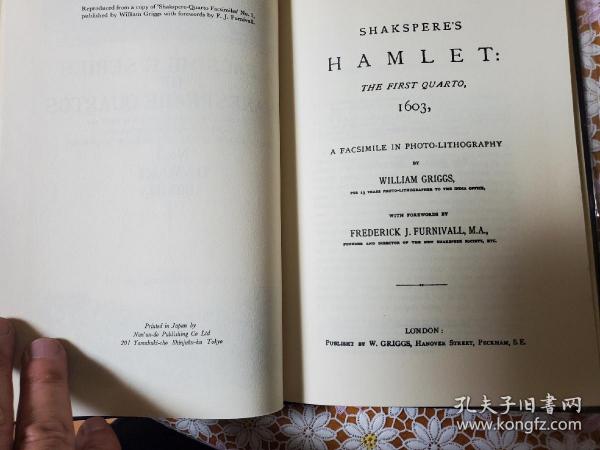 Reproduced from a copy of 'Shakspere-Quarto Facsimiles' No. 1,
published by William Griggs with forewords by F. J. Furnivall.
Printed in Japan by
Nan'un-do Publishing Co Ltd
201 Yamabuki-cho Shinjuku-ku Tokyo
SHAKSPERE'S
HAMLET:
THE FIRST QUARTO,
1603,
A FACSIMILE IN PHOTO-LITHOGRAPHY
BY
WILLIAM GRIGGS,
FOR 13 YEARS PHOTO-LITHOGRAPHER TO THE INDIA OFFICE,
WITH FOREWORDS BY
FREDERICK J. FURNIVALL, M.A.,
FOUNDER AND DIRECTOR OF THE NEW SHAKSPERE SOCIETY, ETC.
LONDON:
PUBLISHT BY W. GRIGGS, HANOVER STREET, PECKHAM, S.E.
孔夫子旧书网
www.kongfz.com